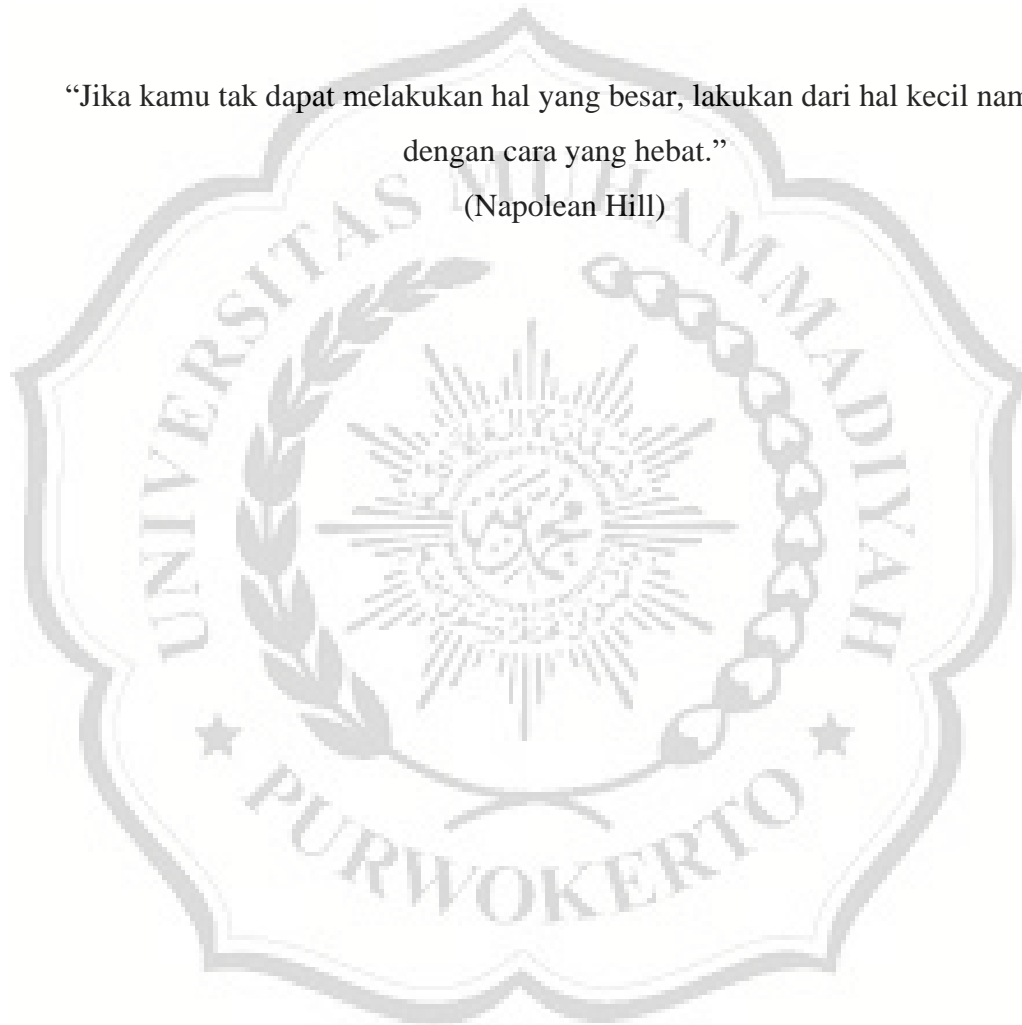 “Jika kamu tak dapat melakukan hal yang besar, lakukan dari hal kecil nam
dengan cara yang hebat.”
(Napolean Hill)
UNIVERSITAS MUHAMMADIYAH
PURWOKERTO